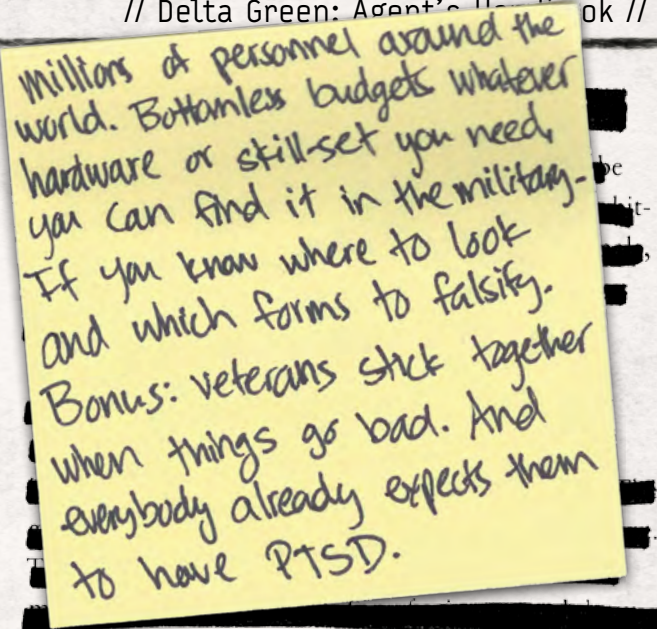 // Delta Green: Agent's Handbook //
millions of personnel around the
world. Bottomless budgets whatever
hardware or skill-set you need,
you can find it in the military-
If you know where to look
and which forms to falsify.
Bonus: veterans stick together
when things go bad. And
everybody already expects them
to have PTSD.
be